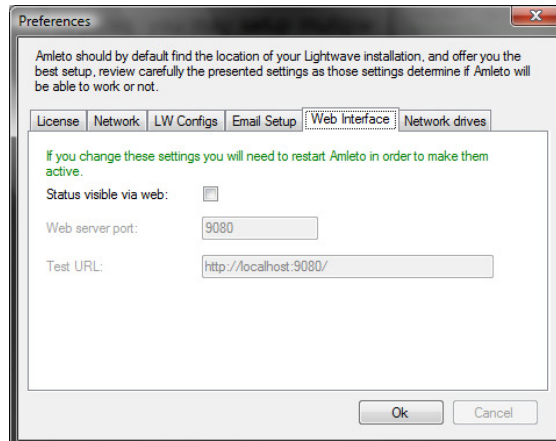 Preferences
Amleto should by default find the location of your Lightwave installation, and offer you the
best setup, review carefully the presented settings as those settings determine if Amleto will
be able to work or not.
License Network LW Configs Email Setup Web Interface Network drives
If you change these settings you will need to restart Amleto in order to make them
active.
Status visible via web:
Web server port: 9080
Test URL: http://localhost:9080/
Ok Cancel